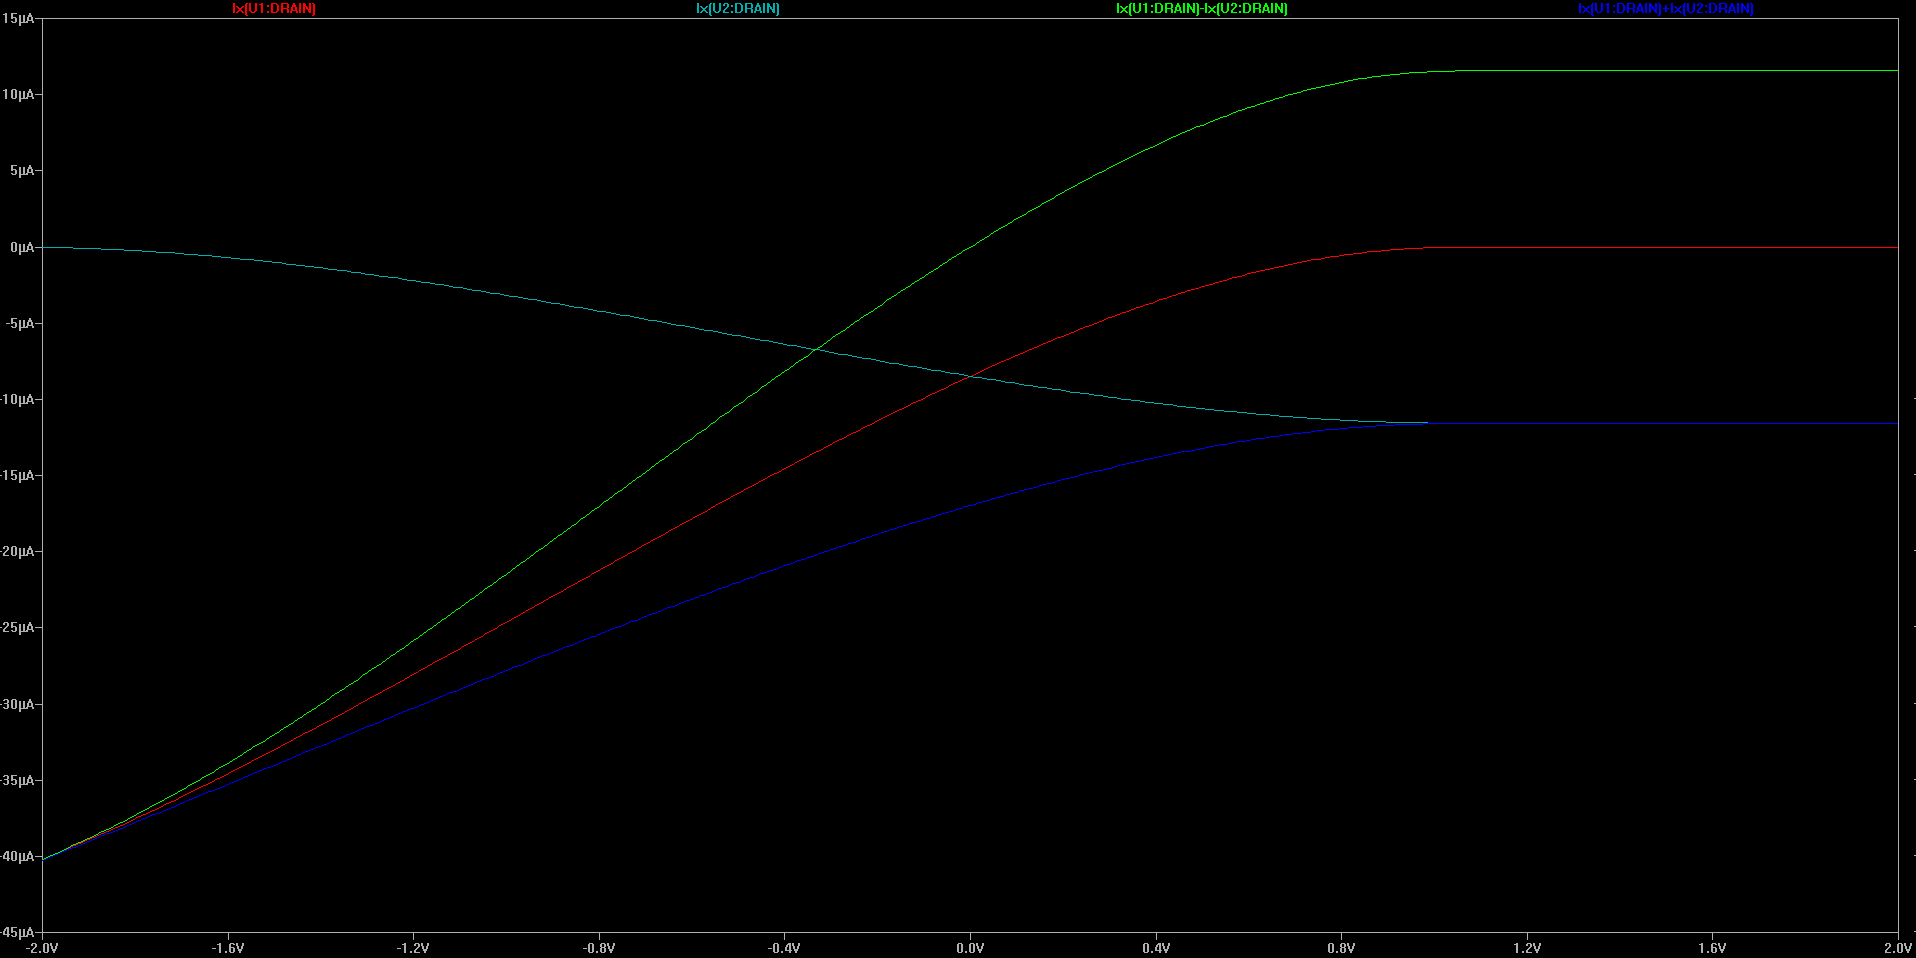 Ix(U1:DRAIN) Ix(U2:DRAIN) Ix(U1:DRAIN)-Ix(U2:DRAIN) Ix(U1:DRAIN)+Ix(U2:DRAIN)
15µA
10µA
5µA
0µA
-5µA
-10µA
-15µA
-20µA
-25µA
-30µA
-35µA
-40µA
-45µA
-2.0V -1.6V -1.2V -0.8V -0.4V 0.0V 0.4V 0.8V 1.2V 1.6V 2.0V